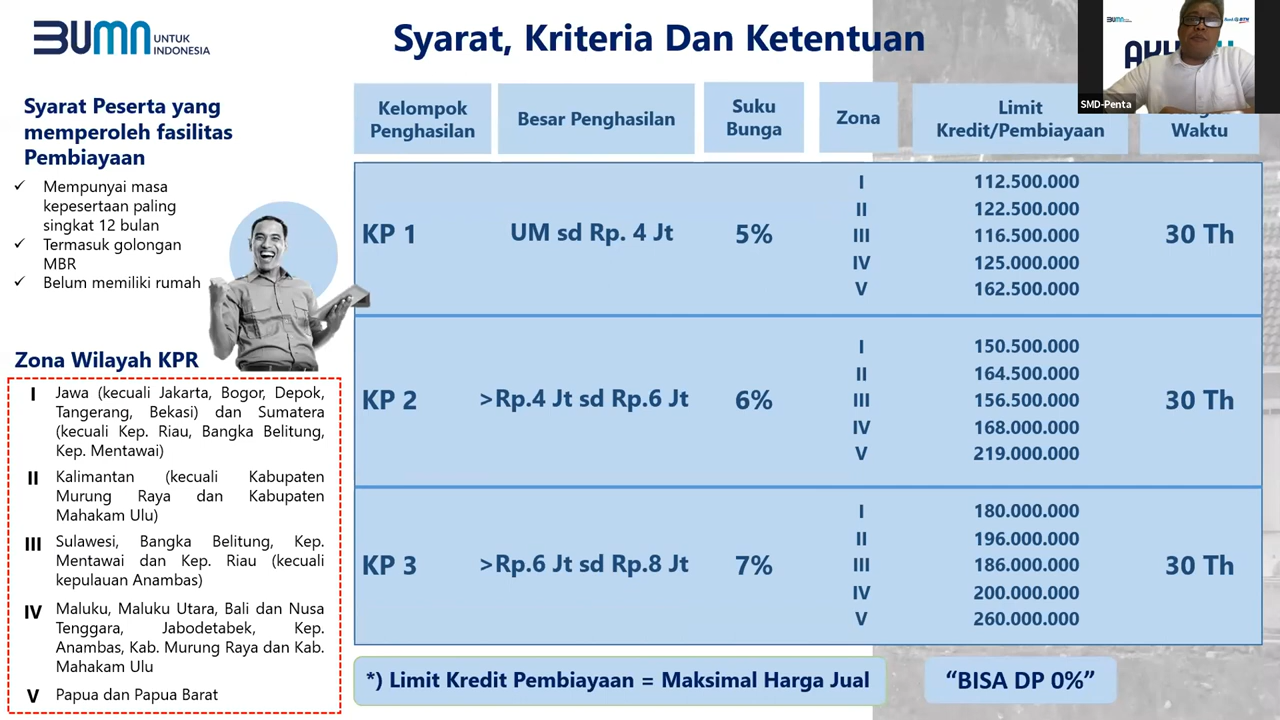 BUMN UNTUK
INDONESIA
Syarat, Kriteria Dan Ketentuan
SMD-Penta
Syarat Peserta yang
memperoleh fasilitas
Pembiayaan
✓ Mempunyai masa
kepesertaan paling
singkat 12 bulan
✓ Termasuk golongan
MBR
✓ Belum memiliki rumah
Zona Wilayah KPR
I Jawa (kecuali Jakarta, Bogor, Depok,
Tangerang, Bekasi) dan Sumatera
(kecuali Kep. Riau, Bangka Belitung,
Kep. Mentawai)
II Kalimantan (kecuali Kabupaten
Murung Raya dan Kabupaten
Mahakam Ulu)
III Sulawesi, Bangka Belitung, Kep.
Mentawai dan Kep. Riau (kecuali
kepulauan Anambas)
IV Maluku, Maluku Utara, Bali dan Nusa
Tenggara, Jabodetabek, Kep.
Anambas, Kab. Murung Raya dan Kab.
Mahakam Ulu
V Papua dan Papua Barat
Kelompok
Penghasilan
Besar Penghasilan
Suku
Bunga
Zona
Limit
Kredit/Pembiayaan
Waktu
KP 1
UM sd Rp. 4 Jt
5%
I 112.500.000
II 122.500.000
III 116.500.000
IV 125.000.000
V 162.500.000
30 Th
KP 2
>Rp.4 Jt sd Rp.6 Jt
6%
I 150.500.000
II 164.500.000
III 156.500.000
IV 168.000.000
V 219.000.000
30 Th
KP 3
>Rp.6 Jt sd Rp.8 Jt
7%
I 180.000.000
II 196.000.000
III 186.000.000
IV 200.000.000
V 260.000.000
30 Th
*) Limit Kredit Pembiayaan = Maksimal Harga Jual
“BISA DP 0%”